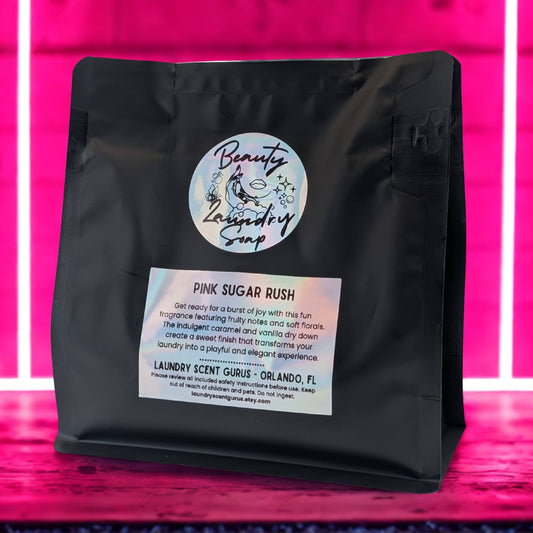 Beauty
Laundry
Soap
PINK SUGAR RUSH
Get ready for a burst of joy with this fun
fragrance featuring fruity notes and soft florals.
The indulgent caramel and vanilla dry down
create a sweet finish that transforms your
laundry into a playful and elegant experience.
LAUNDRY SCENT GURUS - ORLANDO, FL
Please review all included safety instructions before use. Keep
out of reach of children and pets. Do not ingest.
laundryscentgurus.etsy.com